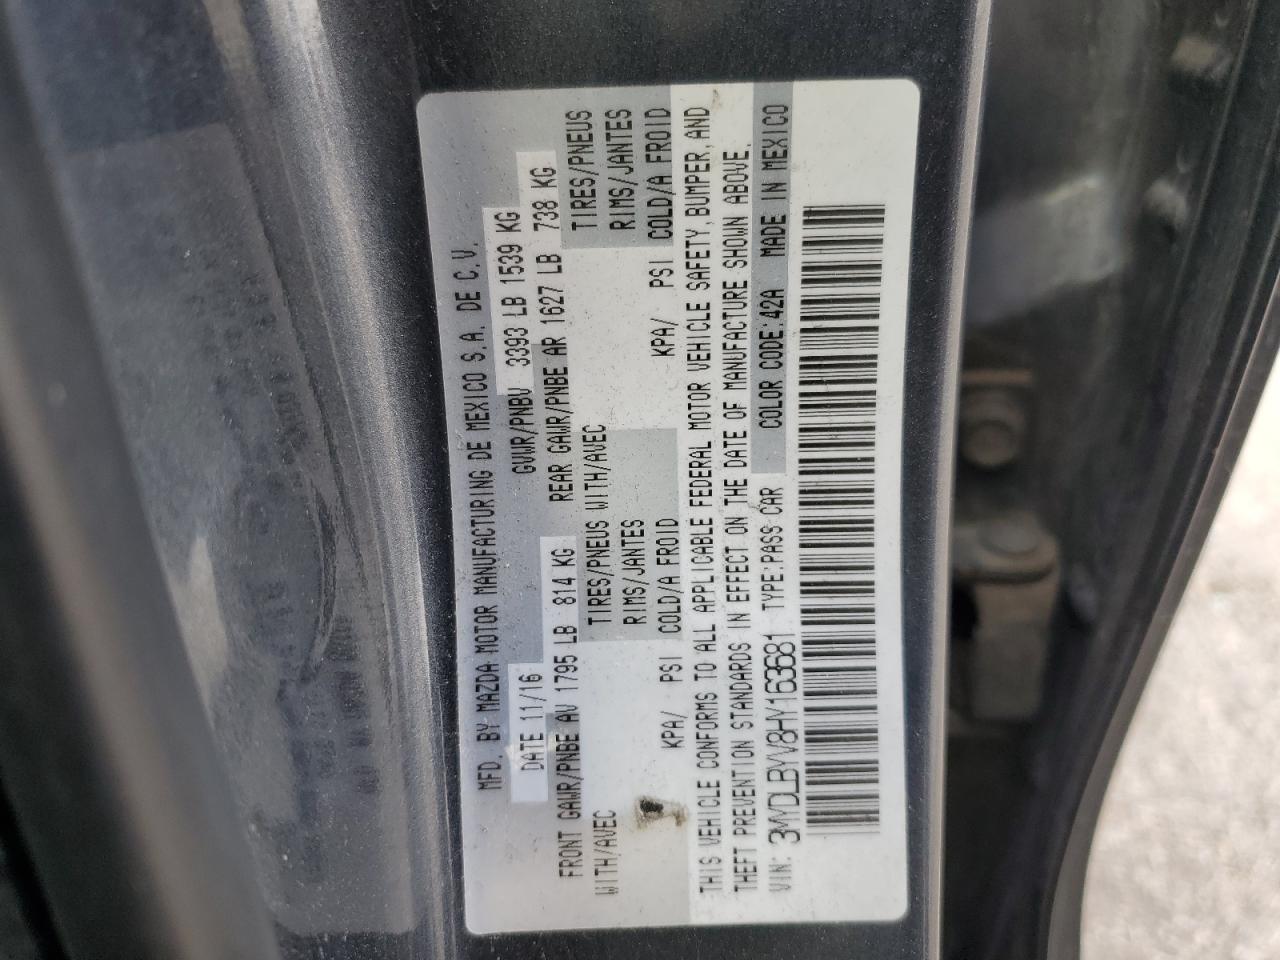 MFD. BY MAZDA MOTOR MANUFACTURING DE MEXICO S.A. DE C.V.
DATE 11/16 GVWR/PNBV 3393 LB 1539 KG
FRONT GAWR/PNBE AV 1795 LB 814 KG REAR GAWR/PNBE AR 1627 LB 738 KG
WITH/AVEC TIRES/PNEUS WITH/AVEC TIRES/PNEUS
RIMS/JANTES RIMS/JANTES
KPA/ PSI COLD/A FROID KPA/ PSI COLD/A FROID
THIS VEHICLE CONFORMS TO ALL APPLICABLE FEDERAL MOTOR VEHICLE SAFETY, BUMPER, AND
THEFT PREVENTION STANDARDS IN EFFECT ON THE DATE OF MANUFACTURE SHOWN ABOVE.
VIN: 3MYDLBYV8HY163681 TYPE:PASS CAR COLOR CODE:42A MADE IN MEXICO